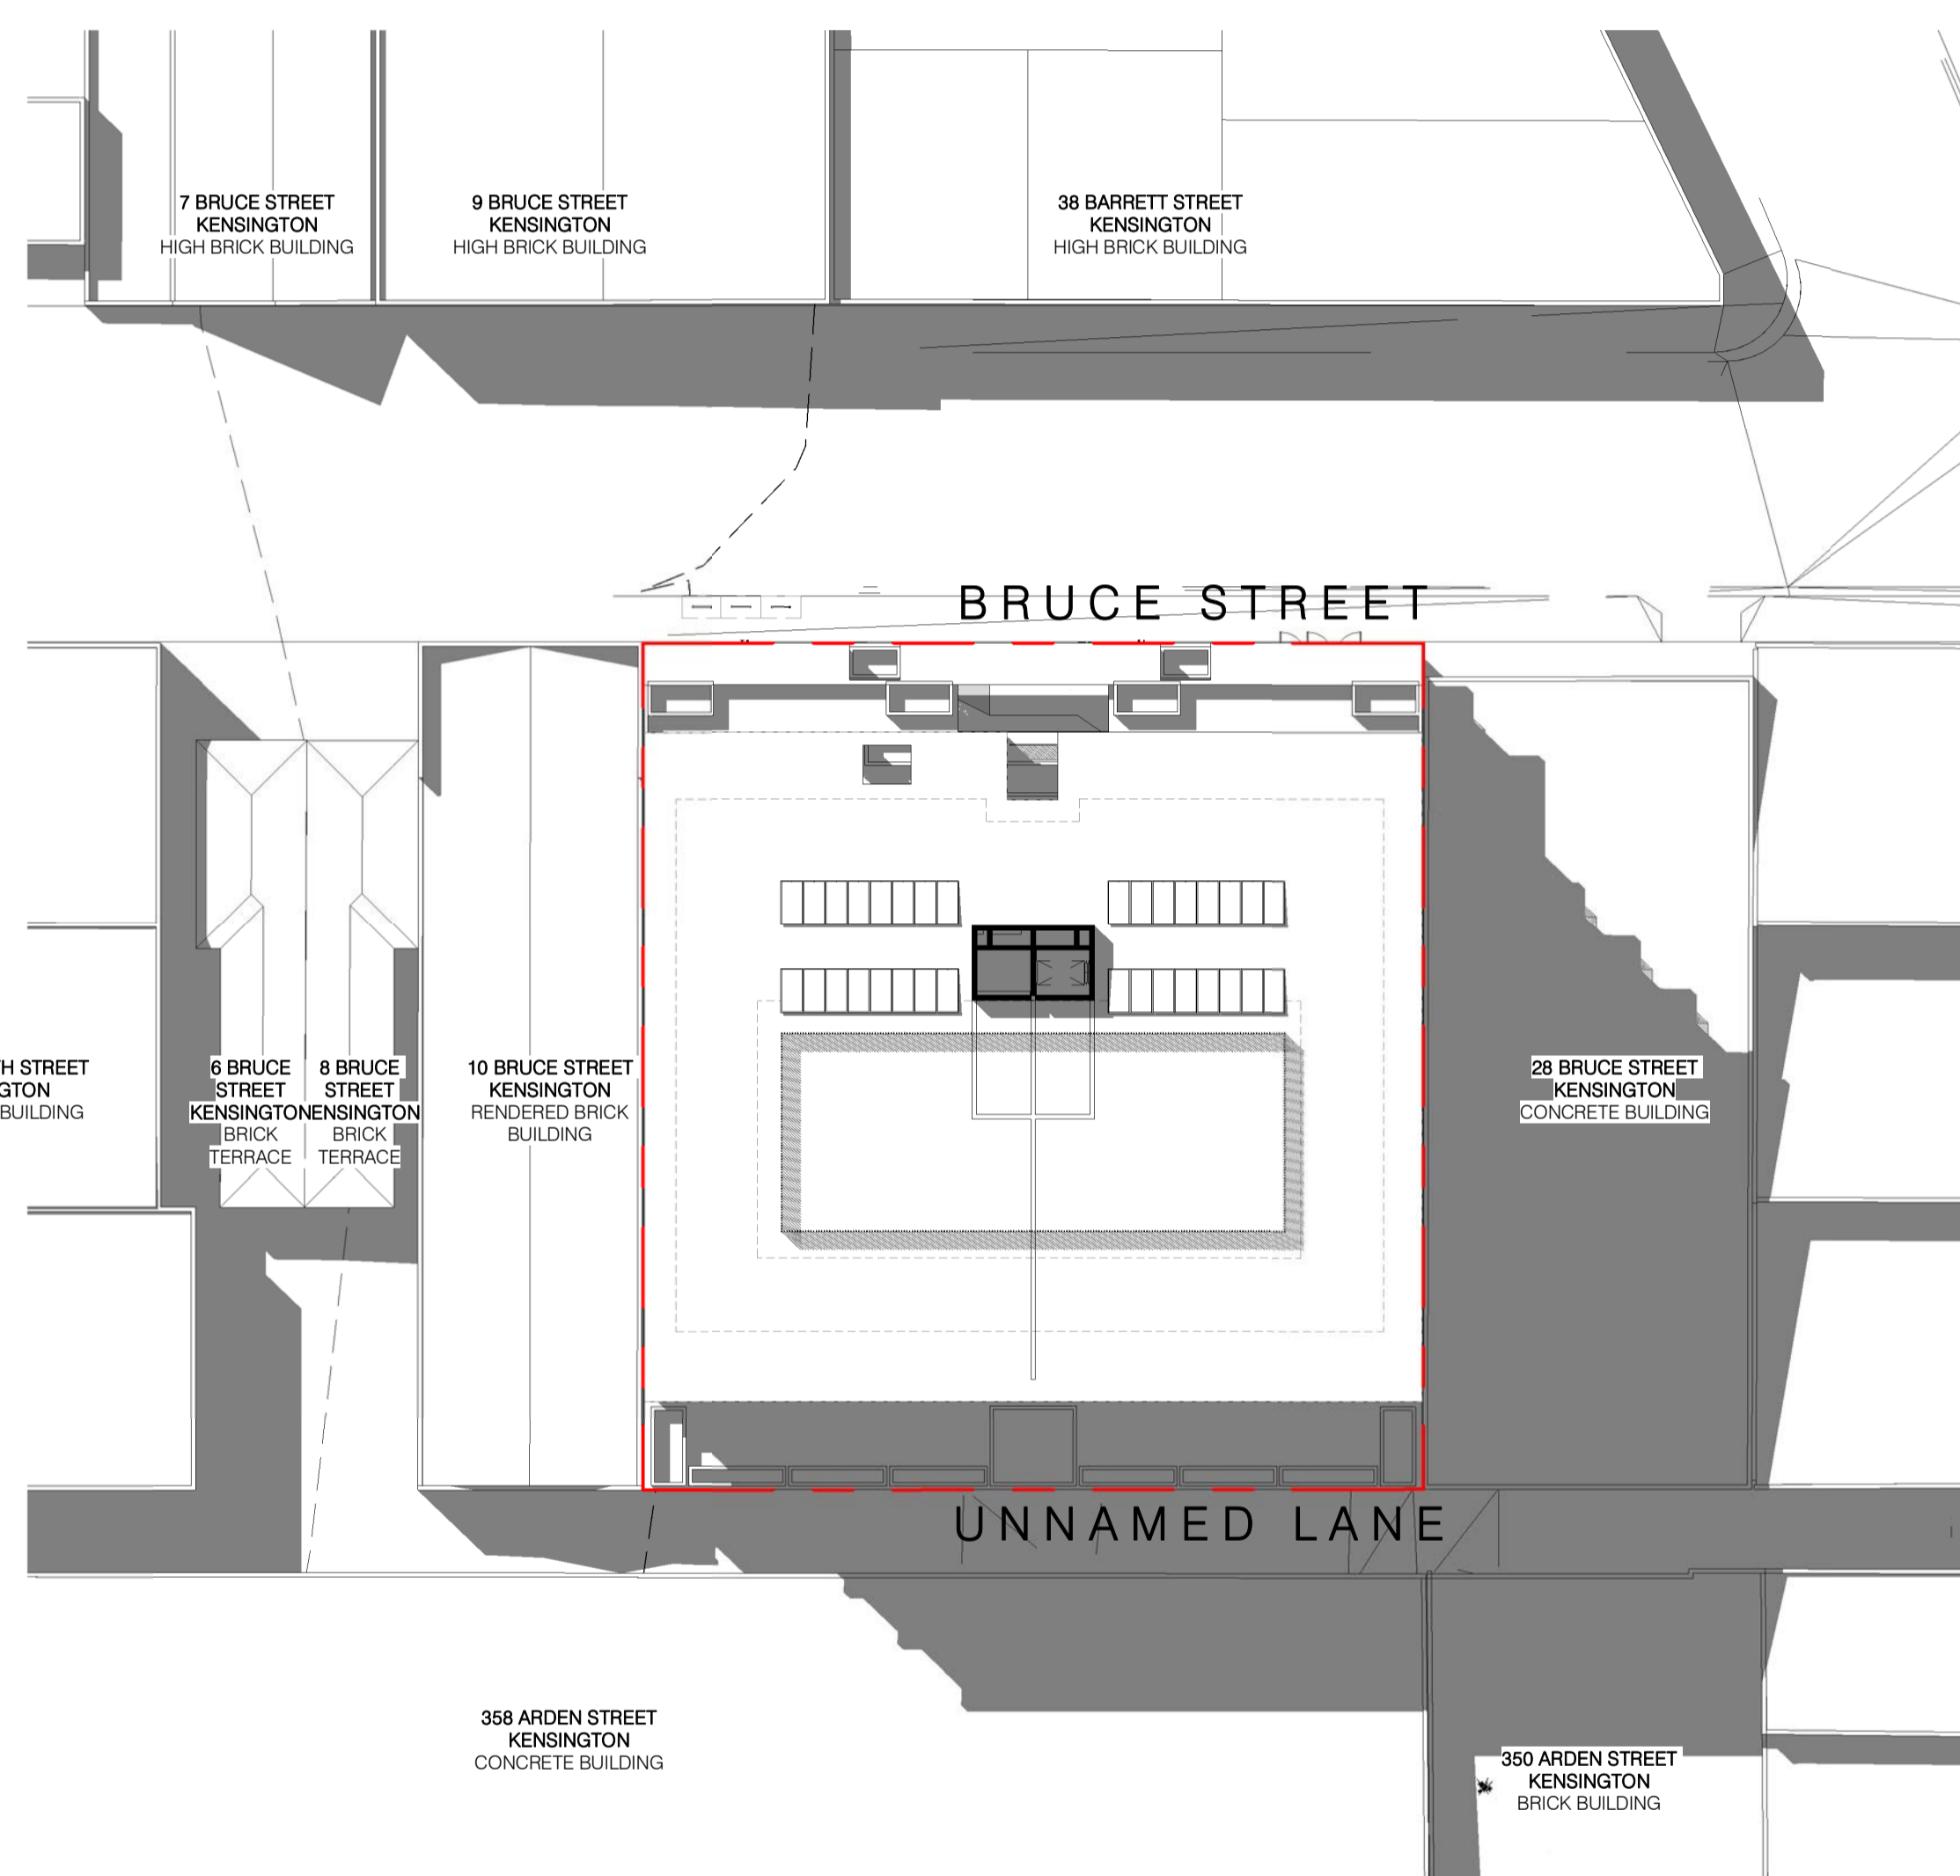 7 BRUCE STREET
KENSINGTON
HIGH BRICK BUILDING
9 BRUCE STREET
KENSINGTON
HIGH BRICK BUILDING
38 BARRETT STREET
KENSINGTON
HIGH BRICK BUILDING
BRUCE STREET
H STREET
GTON
BUILDING
6 BRUCE
STREET
KENSINGTON
BRICK
TERRACE
8 BRUCE
STREET
ENSINGTON
BRICK
TERRACE
10 BRUCE STREET
KENSINGTON
RENDERED BRICK
BUILDING
28 BRUCE STREET
KENSINGTON
CONCRETE BUILDING
UNNAMED LANE
358 ARDEN STREET
KENSINGTON
CONCRETE BUILDING
350 ARDEN STREET
KENSINGTON
BRICK BUILDING